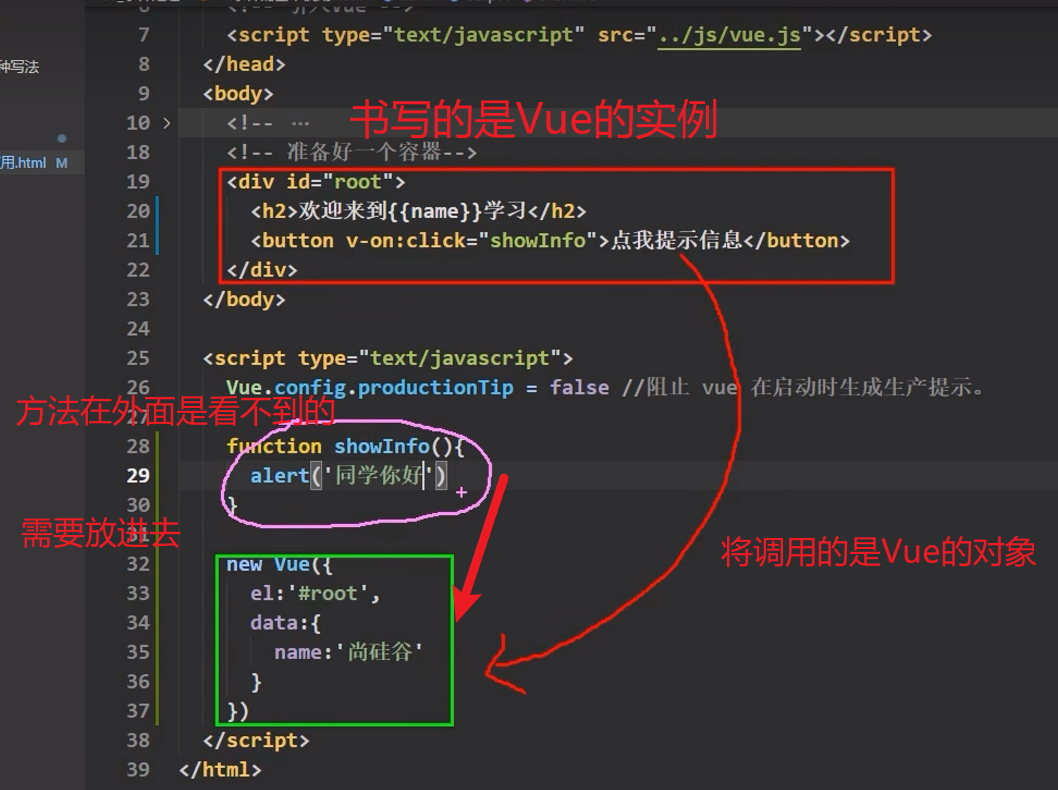 7 <script type="text/javascript" src="../js/vue.js"></script>
种写法
8 </head>
9 <body>
10 <!-- ...
书写的是Vue的实例
用.html M
18 <!-- 准备好一个容器-->
19 <div id="root">
20 <h2>欢迎来到{{name}}学习</h2>
21 <button v-on:click="showInfo">点我提示信息</button>
22 </div>
23 </body>
24
25 <script type="text/javascript">
26 Vue.config.productionTip = false //阻止 vue 在启动时生成生产提示。
方法在外面是看不到的
27
28 function showInfo(){
29 alert('同学你好')
30 }
需要放进去
31
将调用的是Vue的对象
32 new Vue({
33 el:'#root',
34 data:{
35 name:'尚硅谷'
36 }
37 })
38 </script>
39 </html>